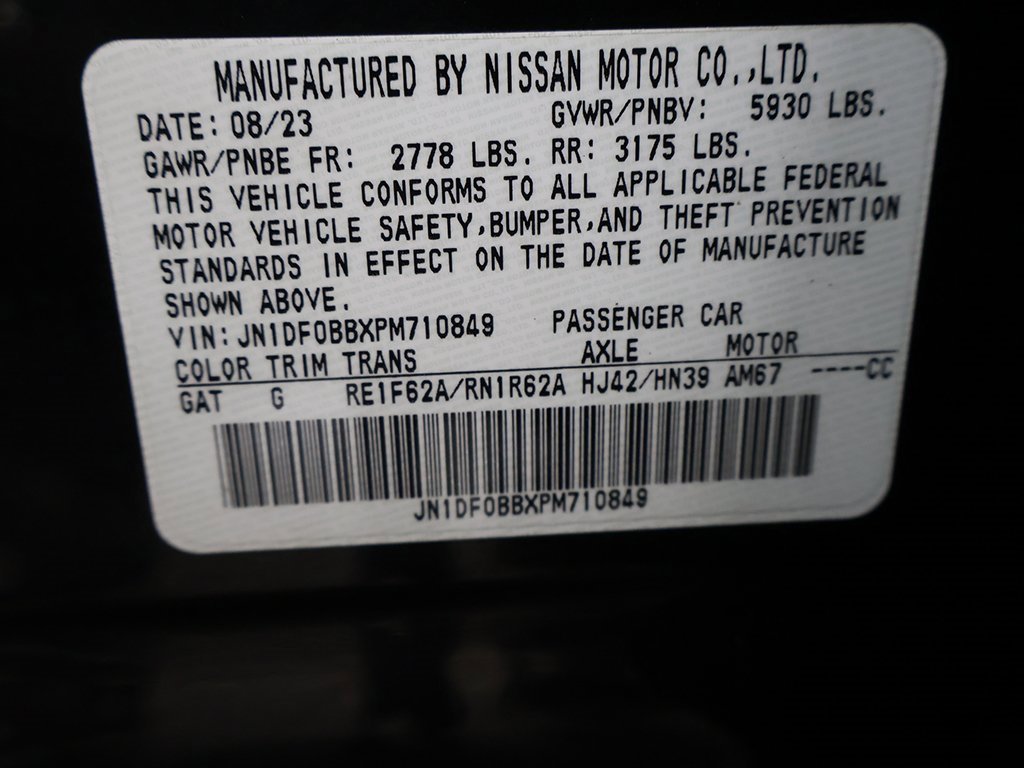 MANUFACTURED BY NISSAN MOTOR CO.,LTD.
DATE: 08/23 GVWR/PNBV: 5930 LBS.
GAWR/PNBE FR: 2778 LBS. RR: 3175 LBS.
THIS VEHICLE CONFORMS TO ALL APPLICABLE FEDERAL
MOTOR VEHICLE SAFETY,BUMPER,AND THEFT PREVENTION
STANDARDS IN EFFECT ON THE DATE OF MANUFACTURE
SHOWN ABOVE.
VIN:JN1DF0BBXPM710849 PASSENGER CAR
COLOR TRIM TRANS AXLE MOTOR
GAT G RE1F62A/RN1R62A HJ42/HN39 AM67 ----CC
JN1DF0BBXPM710849